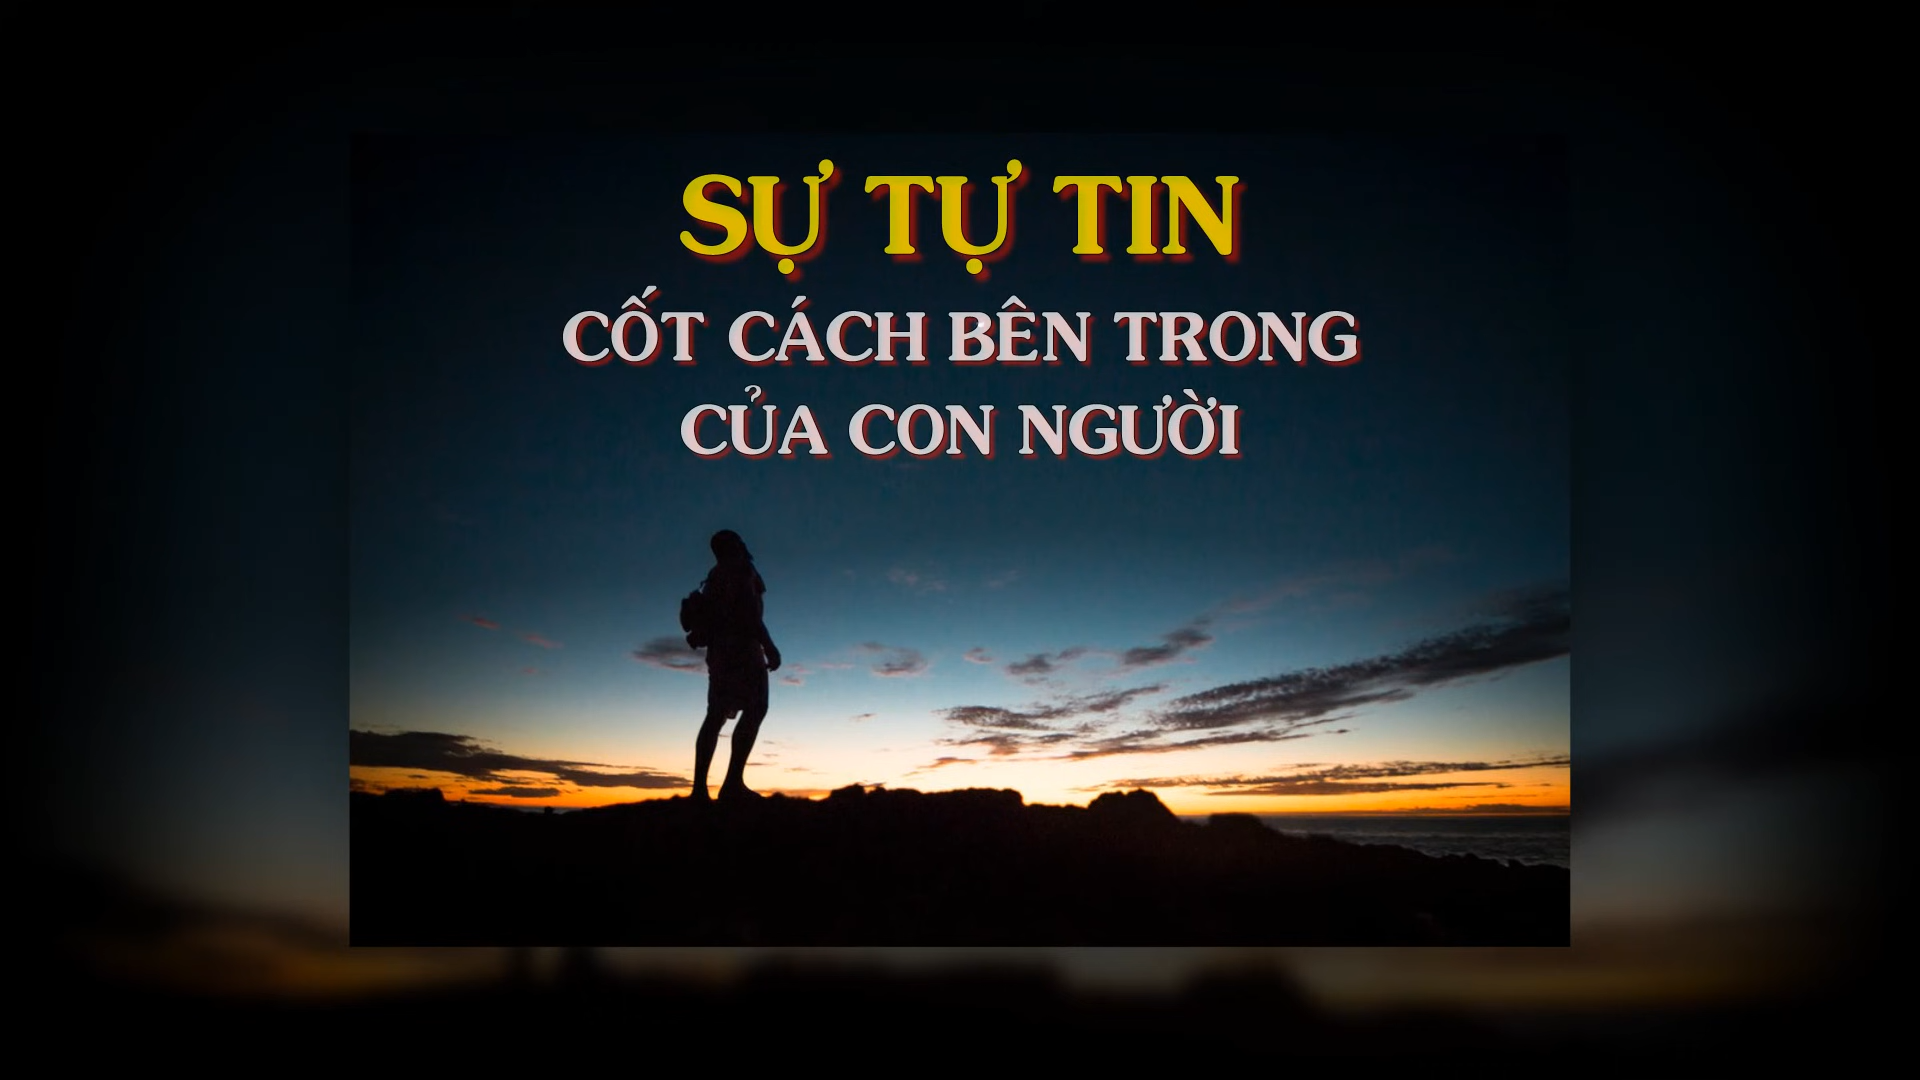 SỰ TỰ TIN
CỐT CÁCH BÊN TRONG
CỦA CON NGƯỜI